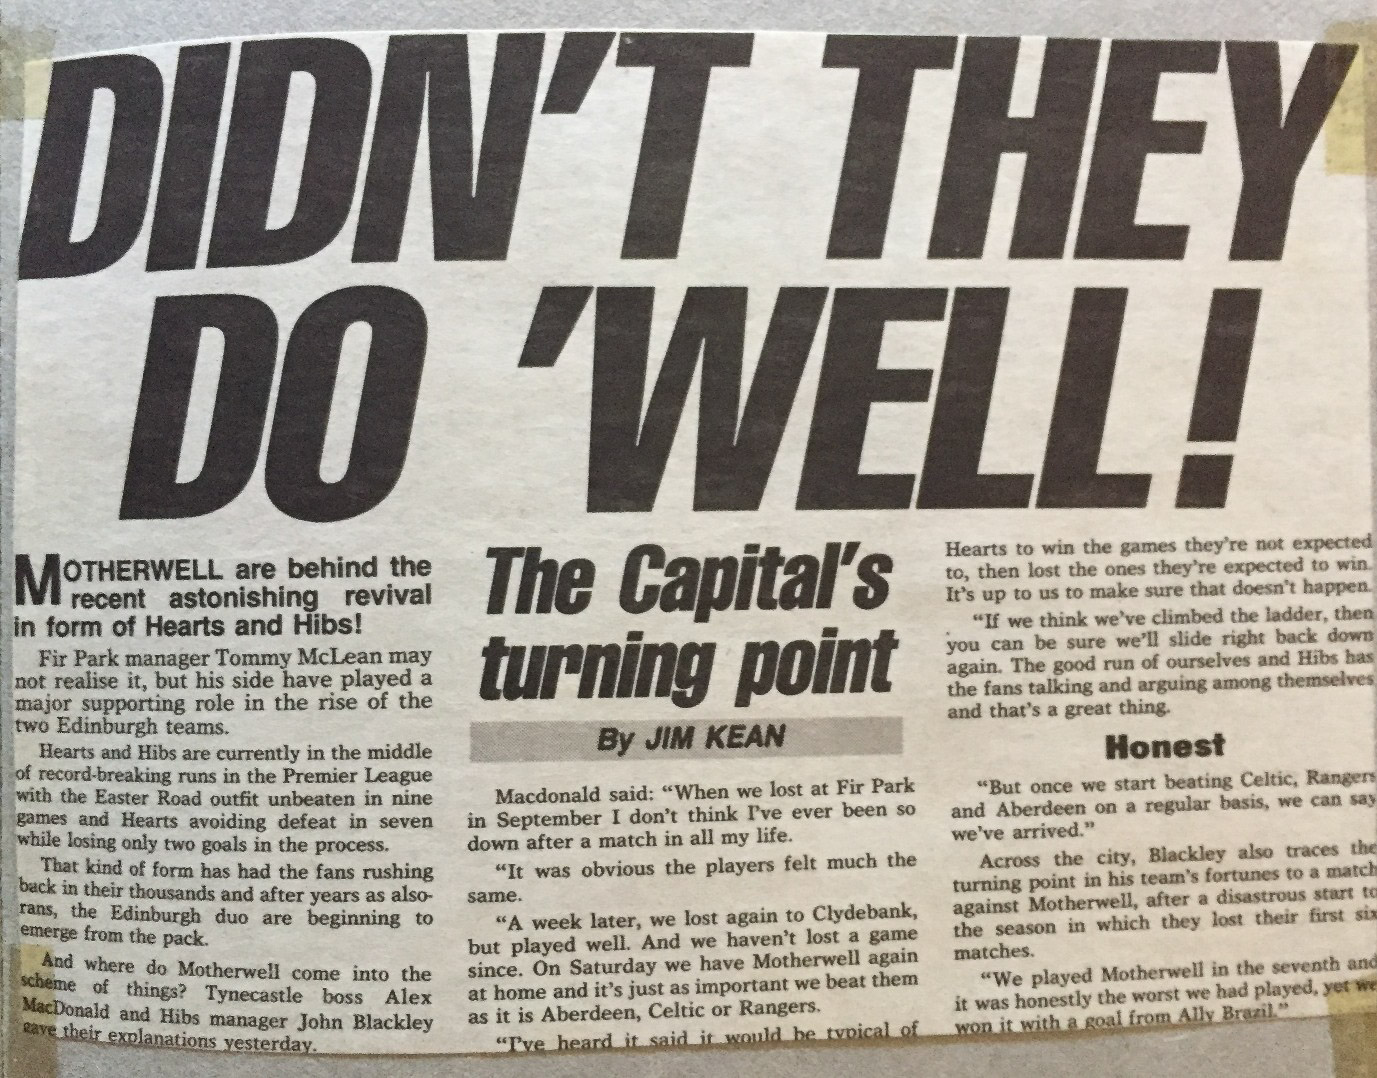 DIDN'T THEY
DO 'WELL!
MOTHERWELL are behind the
recent astonishing revival
in form of Hearts and Hibs!
Fir Park manager Tommy McLean may
not realise it, but his side have played a
major supporting role in the rise of the
two Edinburgh teams.
Hearts and Hibs are currently in the middle
of record-breaking runs in the Premier League
with the Easter Road outfit unbeaten in nine
games and Hearts avoiding defeat in seven
while losing only two goals in the process.
That kind of form has had the fans rushing
back in their thousands and after years as also-
rans, the Edinburgh duo are beginning to
emerge from the pack.
And where do Motherwell come into the
scheme of things? Tynecastle boss Alex
MacDonald and Hibs manager John Blackley
gave their explanations yesterday.
The Capital's
turning point
By JIM KEAN
Macdonald said: “When we lost at Fir Park
in September I don't think I've ever been so
down after a match in all my life.
“It was obvious the players felt much the
same.
“A week later, we lost again to Clydebank,
but played well. And we haven't lost a game
since. On Saturday we have Motherwell again
at home and it's just as important we beat them
as it is Aberdeen, Celtic or Rangers.
“I've heard it said it would be typical of
Hearts to win the games they're not expected
to, then lost the ones they're expected to win.
It's up to us to make sure that doesn't happen.
“If we think we've climbed the ladder, then
you can be sure we'll slide right back down
again. The good run of ourselves and Hibs has
the fans talking and arguing among themselves
and that's a great thing.
Honest
“But once we start beating Celtic, Rangers
and Aberdeen on a regular basis, we can say
we've arrived.”
Across the city, Blackley also traces the
turning point in his team's fortunes to a match
against Motherwell, after a disastrous start to
the season in which they lost their first six
matches.
“We played Motherwell in the seventh and
it was honestly the worst we had played, yet we
won it with a goal from Ally Brazil.”